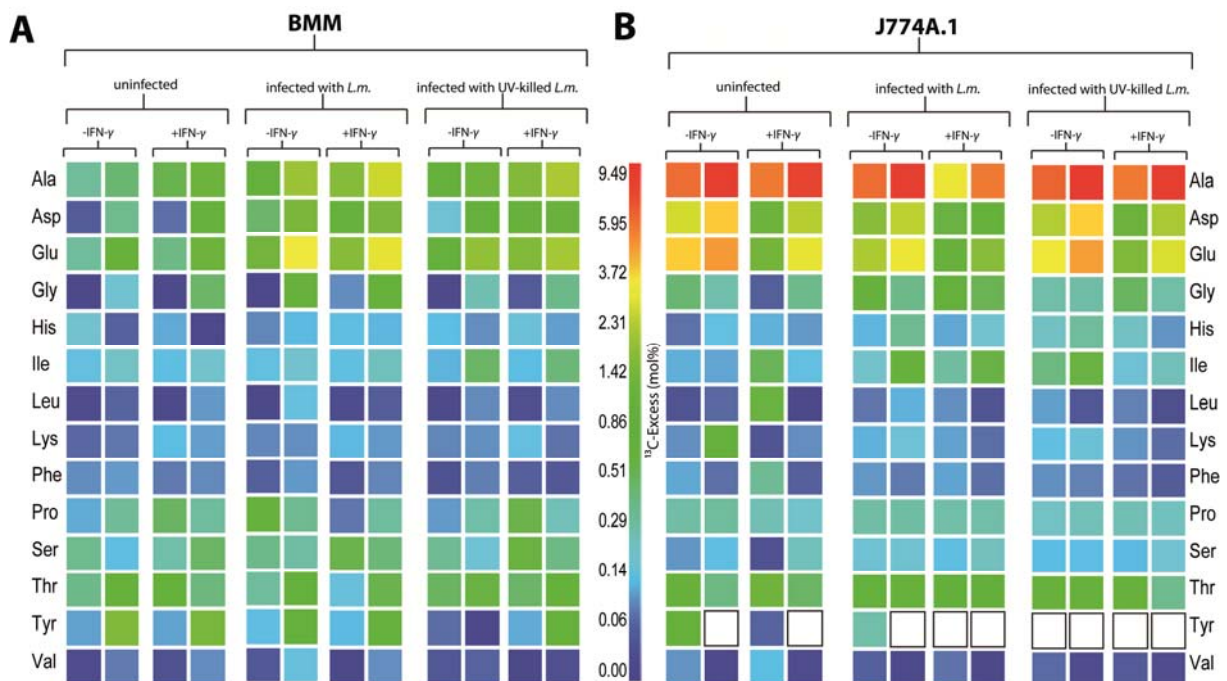 A
BMM
uninfected
infected with L.m.
infected with UV-killed L.m.
-IFN-γ
+IFN-γ
-IFN-γ
+IFN-γ
-IFN-γ
+IFN-γ
Ala
Asp
Glu
Gly
His
Ile
Leu
Lys
Phe
Pro
Ser
Thr
Tyr
Val
9.49
5.95
3.72
2.31
1.42
0.86
0.51
0.29
0.14
0.06
0.00
¹³C-Excess (mol%)
B
J774A.1
uninfected
infected with L.m.
infected with UV-killed L.m.
-IFN-γ
+IFN-γ
-IFN-γ
+IFN-γ
-IFN-γ
+IFN-γ
Ala
Asp
Glu
Gly
His
Ile
Leu
Lys
Phe
Pro
Ser
Thr
Tyr
Val